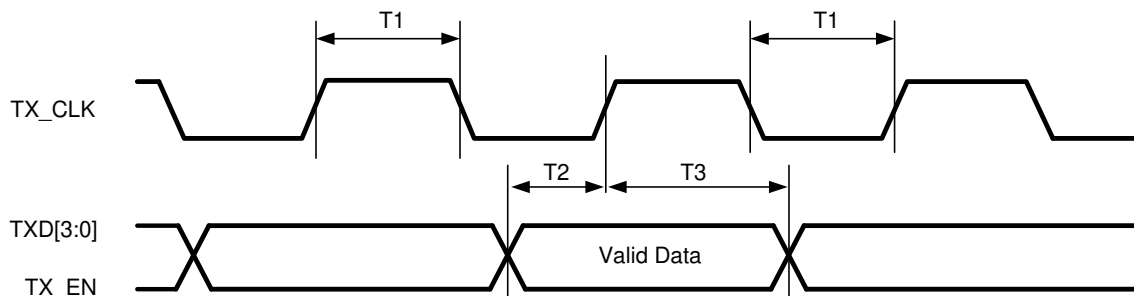 T1 T1
TX_CLK
T2 T3
TXD[3:0]
Valid Data
TX_EN